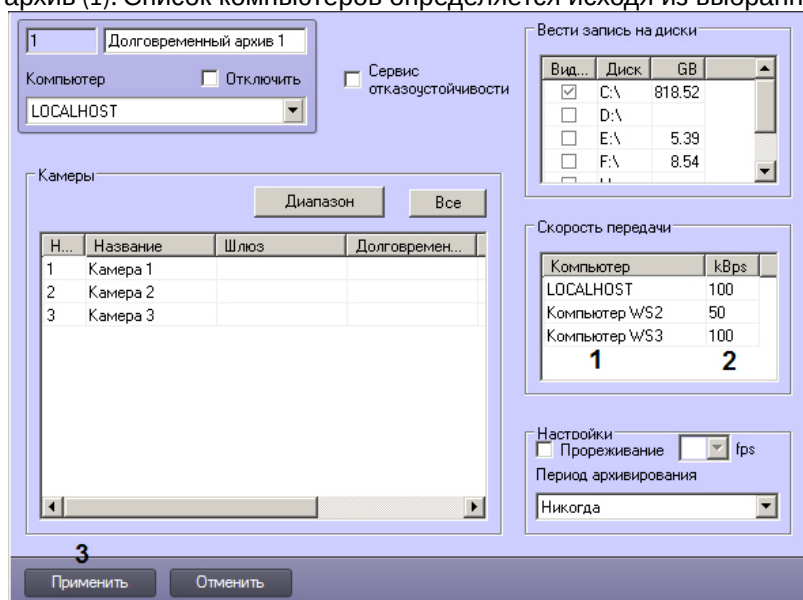 архив (1). Список компьютеров определяется исходя из выбранн
1 Долговременный архив 1
Компьютер Отключить
LOCALHOST
Сервис
отказоустойчивости
Вести запись на диски
Вид... Диск GB
C:\ 818.52
D:\
E:\ 5.39
F:\ 8.54
Камеры
Диапазон Все
Н... Название Шлюз Долговремен...
1 Камера 1
2 Камера 2
3 Камера 3
Скорость передачи
Компьютер kBps
LOCALHOST 100
Компьютер WS2 50
Компьютер WS3 100
1 2
Настройки
Прореживание fps
Период архивирования
Никогда
3
Применить Отменить